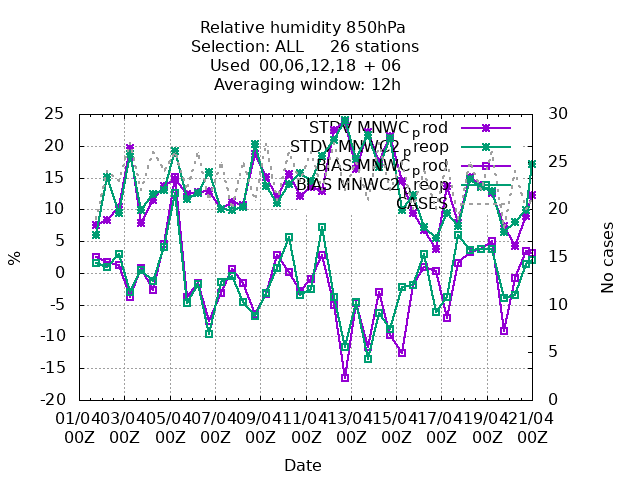 Relative humidity 850hPa
Selection: ALL 26 stations
Used 00,06,12,18 + 06
Averaging window: 12h
25 30
STDV MNWC_prod
20 STDV MNWC2_preop 25
BIAS MNWC_prod
15 BIAS MNWC2_preop
CASES 20
10
5 15
%
0
No cases
-5 10
-10
-15 5
-20 0
01/04 03/04 05/04 07/04 09/04 11/04 13/04 15/04 17/04 19/04 21/04
00Z 00Z 00Z 00Z 00Z 00Z 00Z 00Z 00Z 00Z 00Z
Date